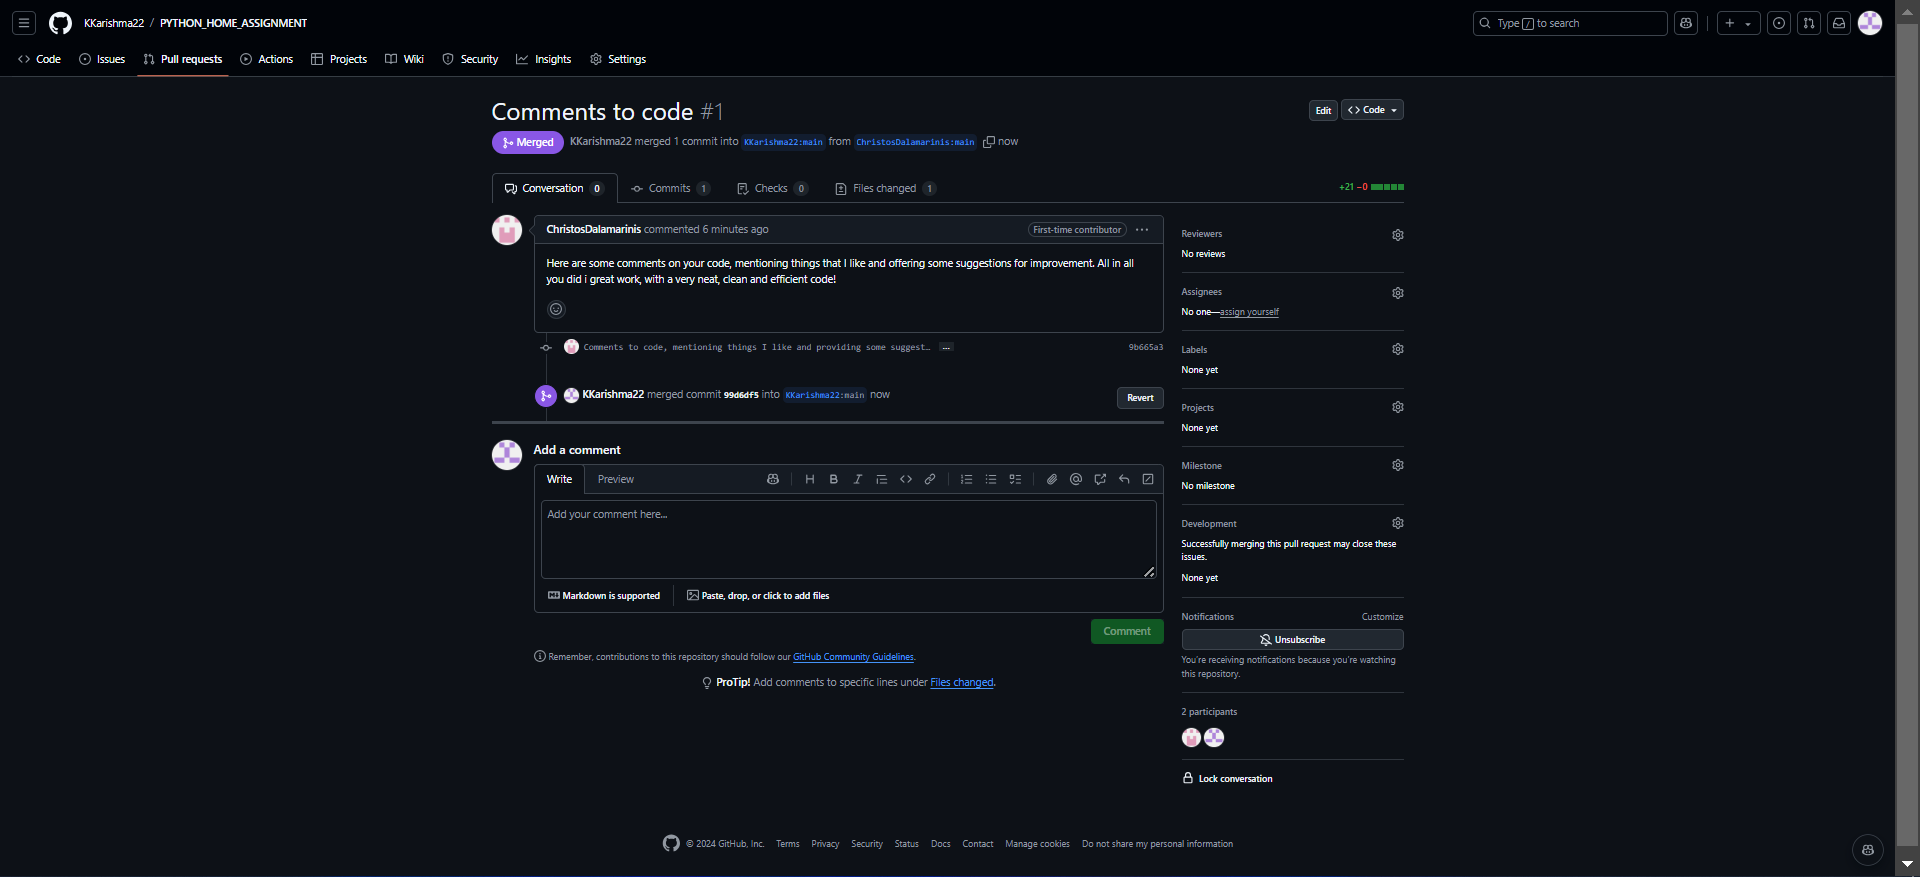 KKarishma22 / PYTHON_HOME_ASSIGNMENT
Type / to search
Code Issues Pull requests Actions Projects Wiki Security Insights Settings
Comments to code #1
Edit
Code
Merged KKarishma22 merged 1 commit into KKarishma22:main from ChristosDalamarinis:main now
Conversation 0 Commits 1 Checks 0 Files changed 1
+21 −0
ChristosDalamarinis commented 6 minutes ago
First-time contributor
Here are some comments on your code, mentioning things that I like and offering some suggestions for improvement. All in all
you did i great work, with a very neat, clean and efficient code!
Comments to code, mentioning things I like and providing some suggest… ...
9b665a3
KKarishma22 merged commit 99d6df5 into KKarishma22:main now
Revert
Add a comment
Write Preview
Add your comment here...
Markdown is supported
Paste, drop, or click to add files
Comment
Remember, contributions to this repository should follow our GitHub Community Guidelines.
ProTip! Add comments to specific lines under Files changed.
Reviewers
No reviews
Assignees
No one—assign yourself
Labels
None yet
Projects
None yet
Milestone
No milestone
Development
Successfully merging this pull request may close these
issues.
None yet
Notifications
Customize
Unsubscribe
You're receiving notifications because you're watching
this repository.
2 participants
Lock conversation
© 2024 GitHub, Inc. Terms Privacy Security Status Docs Contact Manage cookies Do not share my personal information